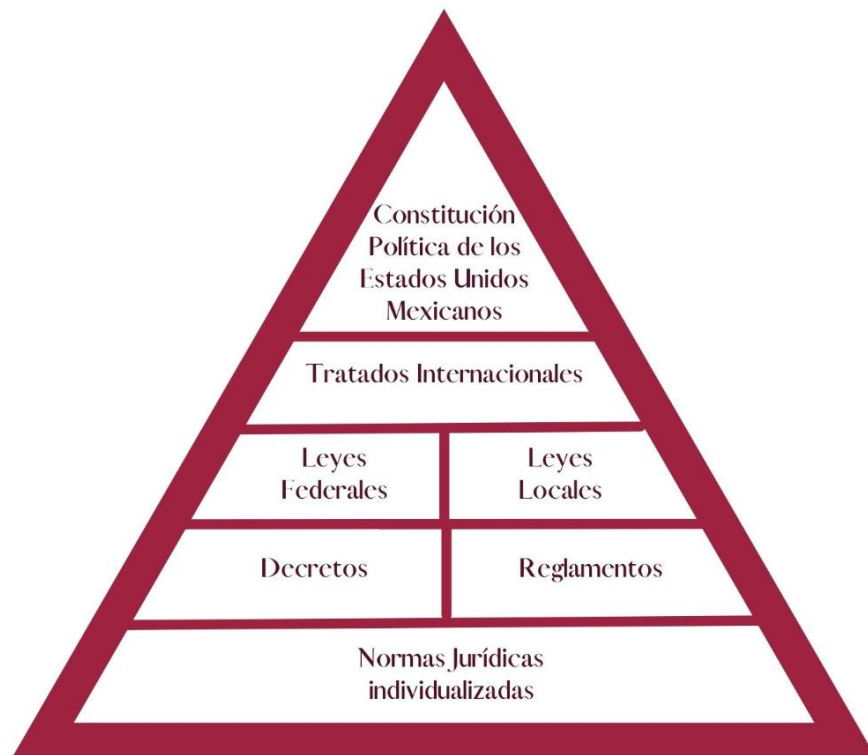 Constitución
Política de los
Estados Unidos
Mexicanos
Tratados Internacionales
Leyes
Federales
Leyes
Locales
Decretos
Reglamentos
Normas Jurídicas
individualizadas